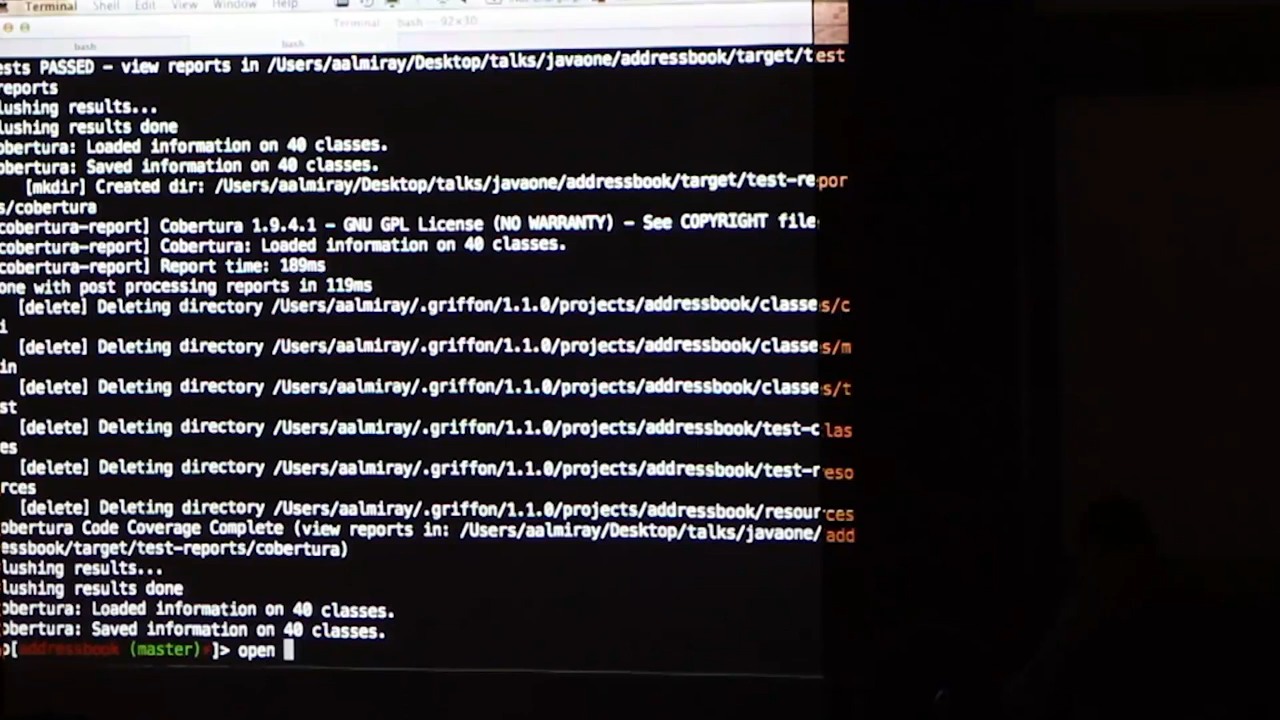 Terminal Shell Edit View Window Help
Terminal — bash — 92×30
bash bash
ests PASSED – view reports in /Users/aalmiray/Desktop/talks/javaone/addressbook/target/test
reports
lushing results...
lushing results done
obertura: Loaded information on 40 classes.
obertura: Saved information on 40 classes.
[mkdir] Created dir: /Users/aalmiray/Desktop/talks/javaone/addressbook/target/test-repor
s/cobertura
cobertura-report] Cobertura 1.9.4.1 – GNU GPL License (NO WARRANTY) – See COPYRIGHT file
cobertura-report] Cobertura: Loaded information on 40 classes.
cobertura-report] Report time: 189ms
one with post processing reports in 119ms
[delete] Deleting directory /Users/aalmiray/.griffon/1.1.0/projects/addressbook/classes/c
i
[delete] Deleting directory /Users/aalmiray/.griffon/1.1.0/projects/addressbook/classes/m
in
[delete] Deleting directory /Users/aalmiray/.griffon/1.1.0/projects/addressbook/classes/t
st
[delete] Deleting directory /Users/aalmiray/.griffon/1.1.0/projects/addressbook/test-clas
es
[delete] Deleting directory /Users/aalmiray/.griffon/1.1.0/projects/addressbook/test-reso
rces
[delete] Deleting directory /Users/aalmiray/.griffon/1.1.0/projects/addressbook/resources
obertura Code Coverage Complete (view reports in: /Users/aalmiray/Desktop/talks/javaone/add
essbook/target/test-reports/cobertura)
lushing results...
lushing results done
obertura: Loaded information on 40 classes.
obertura: Saved information on 40 classes.
[addressbook (master) ]> open